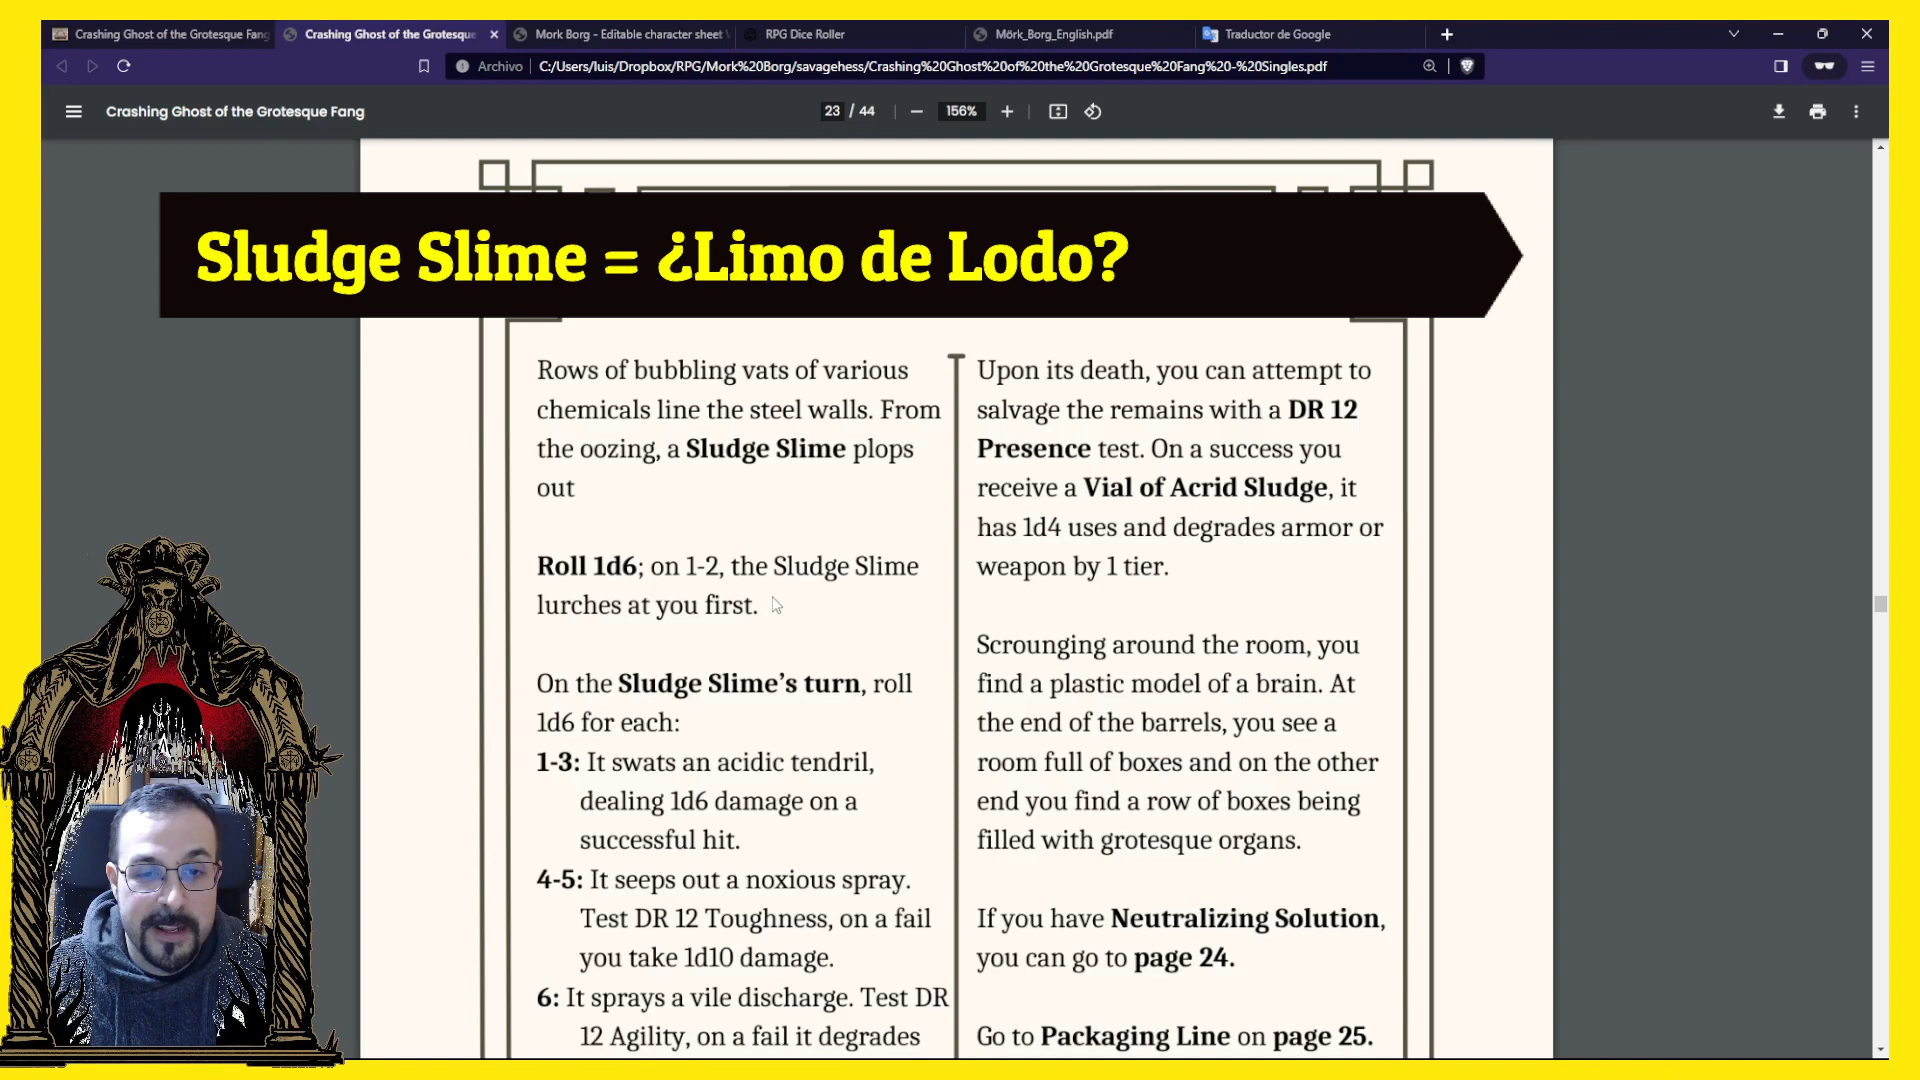 Crashing Ghost of the Grotesque Fang
Crashing Ghost of the Grotesque
Mork Borg - Editable character sheet
RPG Dice Roller
Mörk_Borg_English.pdf
Traductor de Google
Archivo
C:/Users/luis/Dropbox/RPG/Mork%20Borg/savagehess/Crashing%20Ghost%20of%20the%20Grotesque%20Fang%20-%20Singles.pdf
Crashing Ghost of the Grotesque Fang
23 / 44
156%
Sludge Slime = ¿Limo de Lodo?
Rows of bubbling vats of various
chemicals line the steel walls. From
the oozing, a Sludge Slime plops
out
Roll 1d6; on 1-2, the Sludge Slime
lurches at you first.
On the Sludge Slime’s turn, roll
1d6 for each:
1-3: It swats an acidic tendril,
dealing 1d6 damage on a
successful hit.
4-5: It seeps out a noxious spray.
Test DR 12 Toughness, on a fail
you take 1d10 damage.
6: It sprays a vile discharge. Test DR
12 Agility, on a fail it degrades
Upon its death, you can attempt to
salvage the remains with a DR 12
Presence test. On a success you
receive a Vial of Acrid Sludge, it
has 1d4 uses and degrades armor or
weapon by 1 tier.
Scrounging around the room, you
find a plastic model of a brain. At
the end of the barrels, you see a
room full of boxes and on the other
end you find a row of boxes being
filled with grotesque organs.
If you have Neutralizing Solution,
you can go to page 24.
Go to Packaging Line on page 25.